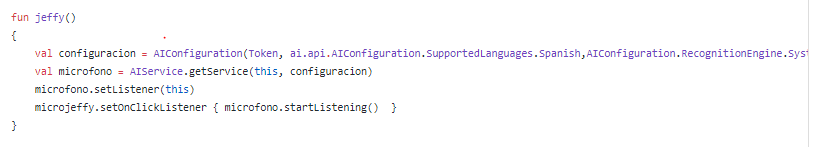 fun jeffy()
{
val configuracion = AIConfiguration(Token, ai.api.AIConfiguration.SupportedLanguages.Spanish,AIConfiguration.RecognitionEngine.Syst
val microfono = AIService.getService(this, configuracion)
microfono.setListener(this)
microjeffy.setOnClickListener { microfono.startListening()  }
}